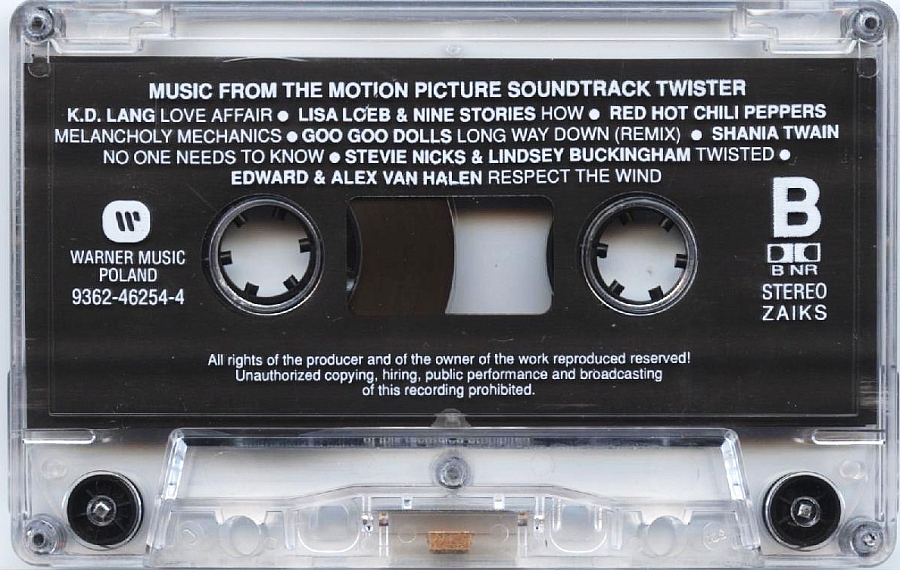 MUSIC FROM THE MOTION PICTURE SOUNDTRACK TWISTER
K.D. LANG LOVE AFFAIR ● LISA LOEB & NINE STORIES HOW ● RED HOT CHILI PEPPERS
MELANCHOLY MECHANICS ● GOO GOO DOLLS LONG WAY DOWN (REMIX) ● SHANIA TWAIN
NO ONE NEEDS TO KNOW ● STEVIE NICKS & LINDSEY BUCKINGHAM TWISTED ●
EDWARD & ALEX VAN HALEN RESPECT THE WIND
WARNER MUSIC
POLAND
9362-46254-4
B
B NR
STEREO
ZAIKS
All rights of the producer and of the owner of the work reproduced reserved!
Unauthorized copying, hiring, public performance and broadcasting
of this recording prohibited.